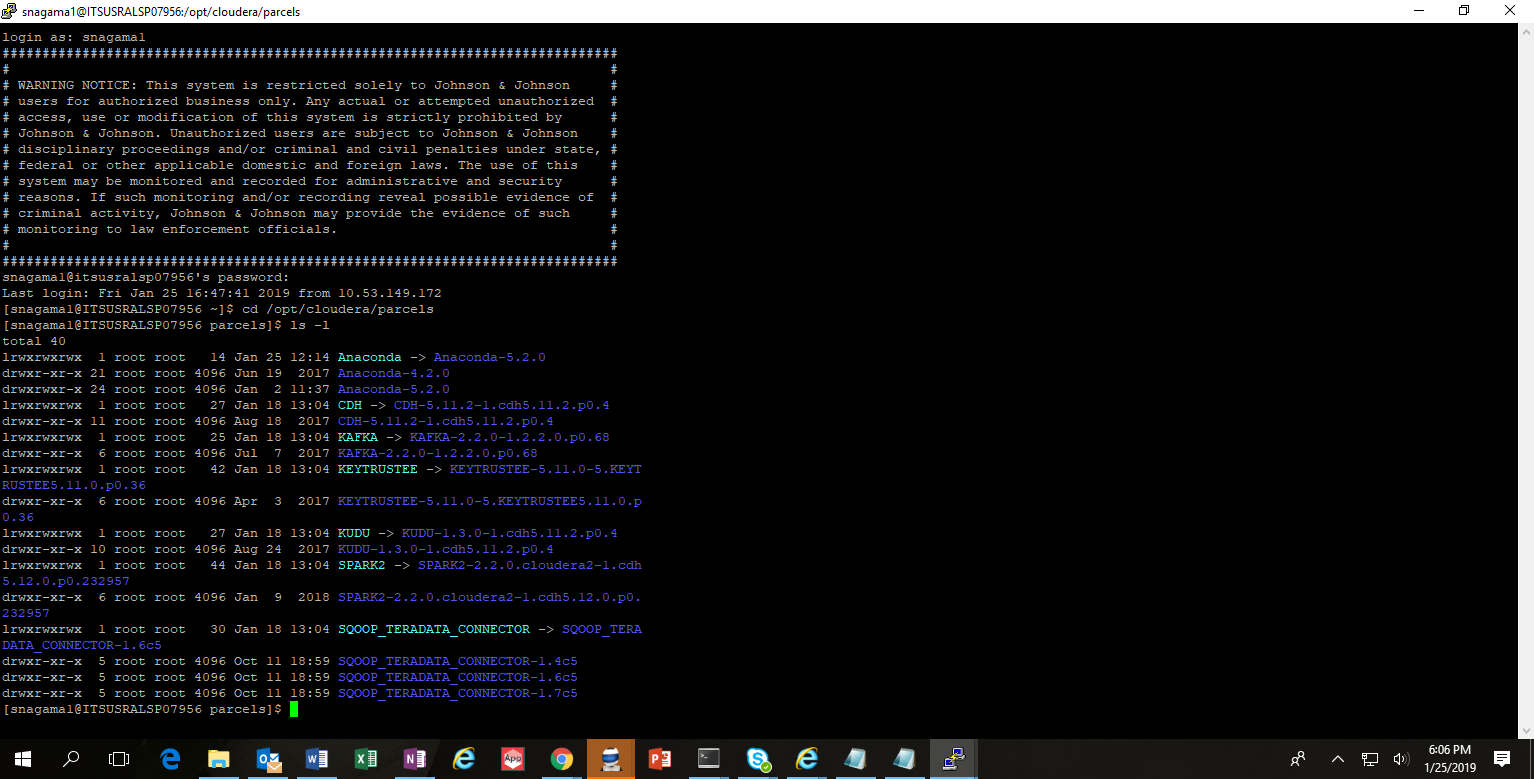 snagama1@ITSUSRALSP07956:/opt/cloudera/parcels
login as: snagama1
#############################################################################
#                                                                           #
# WARNING NOTICE: This system is restricted solely to Johnson & Johnson     #
# users for authorized business only. Any actual or attempted unauthorized  #
# access, use or modification of this system is strictly prohibited by      #
# Johnson & Johnson. Unauthorized users are subject to Johnson & Johnson    #
# disciplinary proceedings and/or criminal and civil penalties under state, #
# federal or other applicable domestic and foreign laws. The use of this    #
# system may be monitored and recorded for administrative and security      #
# reasons. If such monitoring and/or recording reveal possible evidence of  #
# criminal activity, Johnson & Johnson may provide the evidence of such     #
# monitoring to law enforcement officials.                                  #
#                                                                           #
#############################################################################
snagama1@itsusralsp07956's password:
Last login: Fri Jan 25 16:47:41 2019 from 10.53.149.172
[snagama1@ITSUSRALSP07956 ~]$ cd /opt/cloudera/parcels
[snagama1@ITSUSRALSP07956 parcels]$ ls -l
total 40
lrwxrwxrwx  1 root root   14 Jan 25 12:14 Anaconda -> Anaconda-5.2.0
drwxr-xr-x 21 root root 4096 Jun 19  2017 Anaconda-4.2.0
drwxrwxr-x 24 root root 4096 Jan  2 11:37 Anaconda-5.2.0
lrwxrwxrwx  1 root root   27 Jan 18 13:04 CDH -> CDH-5.11.2-1.cdh5.11.2.p0.4
drwxr-xr-x 11 root root 4096 Aug 18  2017 CDH-5.11.2-1.cdh5.11.2.p0.4
lrwxrwxrwx  1 root root   25 Jan 18 13:04 KAFKA -> KAFKA-2.2.0-1.2.2.0.p0.68
drwxr-xr-x  6 root root 4096 Jul  7  2017 KAFKA-2.2.0-1.2.2.0.p0.68
lrwxrwxrwx  1 root root   42 Jan 18 13:04 KEYTRUSTEE -> KEYTRUSTEE-5.11.0-5.KEYT
RUSTEE5.11.0.p0.36
drwxr-xr-x  6 root root 4096 Apr  3  2017 KEYTRUSTEE-5.11.0-5.KEYTRUSTEE5.11.0.p
0.36
lrwxrwxrwx  1 root root   27 Jan 18 13:04 KUDU -> KUDU-1.3.0-1.cdh5.11.2.p0.4
drwxr-xr-x 10 root root 4096 Aug 24  2017 KUDU-1.3.0-1.cdh5.11.2.p0.4
lrwxrwxrwx  1 root root   44 Jan 18 13:04 SPARK2 -> SPARK2-2.2.0.cloudera2-1.cdh
5.12.0.p0.232957
drwxr-xr-x  6 root root 4096 Jan  9  2018 SPARK2-2.2.0.cloudera2-1.cdh5.12.0.p0.
232957
lrwxrwxrwx  1 root root   30 Jan 18 13:04 SQOOP_TERADATA_CONNECTOR -> SQOOP_TERA
DATA_CONNECTOR-1.6c5
drwxr-xr-x  5 root root 4096 Oct 11 18:59 SQOOP_TERADATA_CONNECTOR-1.4c5
drwxr-xr-x  5 root root 4096 Oct 11 18:59 SQOOP_TERADATA_CONNECTOR-1.6c5
drwxr-xr-x  5 root root 4096 Oct 11 18:59 SQOOP_TERADATA_CONNECTOR-1.7c5
[snagama1@ITSUSRALSP07956 parcels]$
App
6:06 PM
1/25/2019